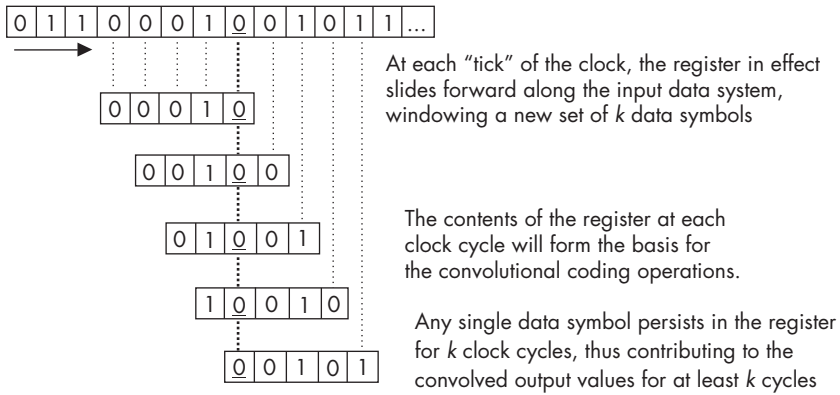 0 1 1 0 0 0 1 0 0 1 0 1 1 ...
At each “tick” of the clock, the register in effect
slides forward along the input data system,
windowing a new set of k data symbols
0 0 0 1 0
0 0 1 0 0
0 1 0 0 1
The contents of the register at each
clock cycle will form the basis for
the convolutional coding operations.
1 0 0 1 0
Any single data symbol persists in the register
for k clock cycles, thus contributing to the
convolved output values for at least k cycles
0 0 1 0 1